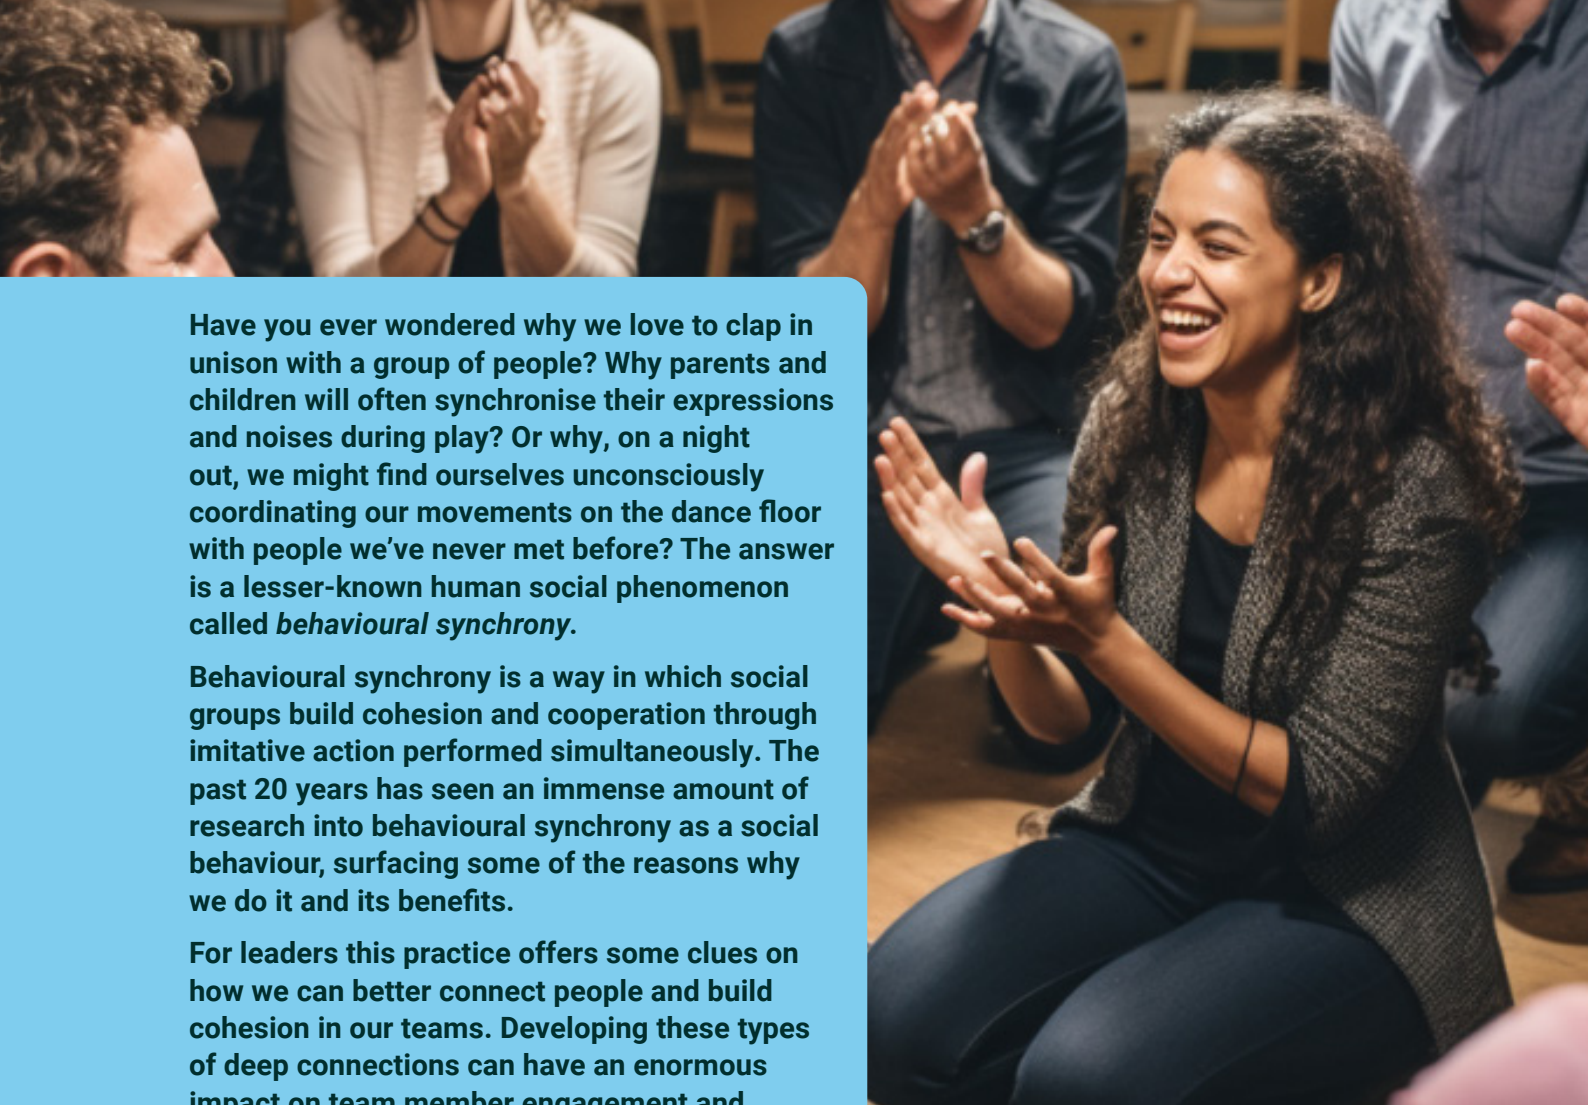 Have you ever wondered why we love to clap in
unison with a group of people? Why parents and
children will often synchronise their expressions
and noises during play? Or why, on a night
out, we might find ourselves unconsciously
coordinating our movements on the dance floor
with people we’ve never met before? The answer
is a lesser-known human social phenomenon
called behavioural synchrony.
Behavioural synchrony is a way in which social
groups build cohesion and cooperation through
imitative action performed simultaneously. The
past 20 years has seen an immense amount of
research into behavioural synchrony as a social
behaviour, surfacing some of the reasons why
we do it and its benefits.
For leaders this practice offers some clues on
how we can better connect people and build
cohesion in our teams. Developing these types
of deep connections can have an enormous
impact on team member engagement and